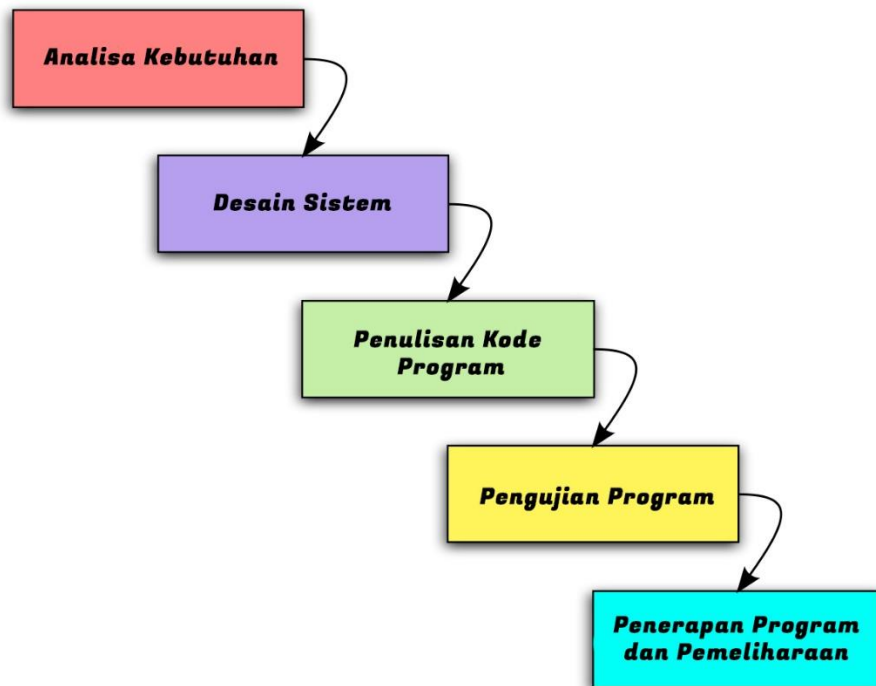 Analisa Kebutuhan
Desain Sistem
Penulisan Kode
Program
Pengujian Program
Penerapan Program
dan Pemeliharaan